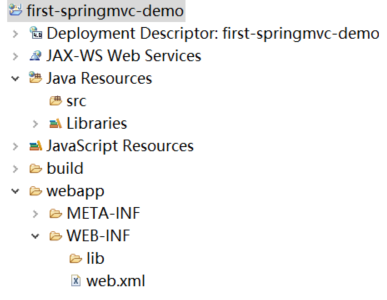 first-springmvc-demo
Deployment Descriptor: first-springmvc-demo
JAX-WS Web Services
Java Resources
src
Libraries
JavaScript Resources
build
webapp
META-INF
WEB-INF
lib
web.xml